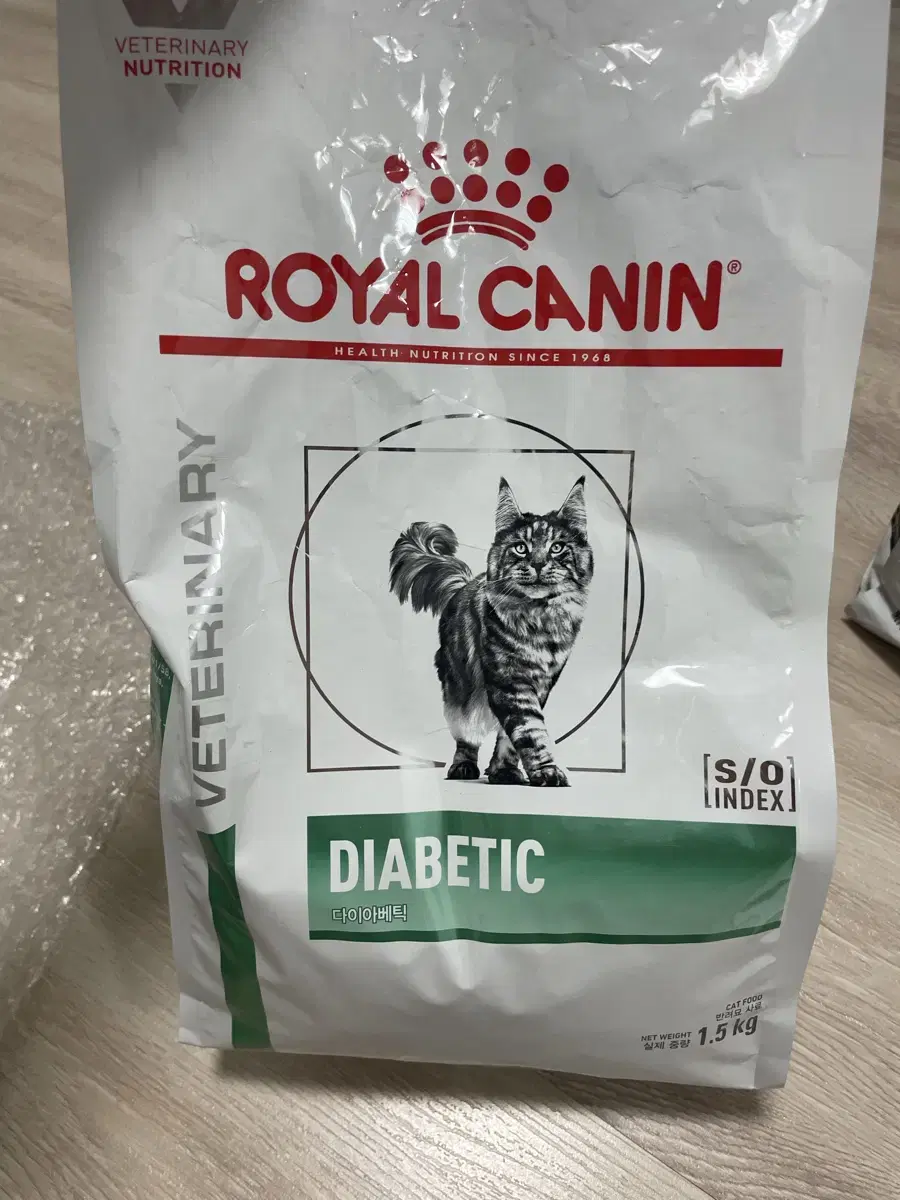 VETERINARY
NUTRITION
ROYAL CANIN®
HEALTH NUTRITION SINCE 1968
VETERINARY
[S/O
INDEX]
DIABETIC
다이아베틱
CAT FOOD
반려묘 사료
NET WEIGHT
실제 중량
1.5 kg